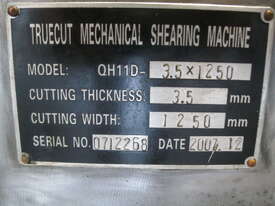 TRUECUT MECHANICAL SHEARING MACHINE
MODEL: QH11D- 3.5×1250
CUTTING THICKNESS: 3.5 mm
CUTTING WIDTH: 1250 mm
SERIAL NO. 0712268 DATE 2007.12